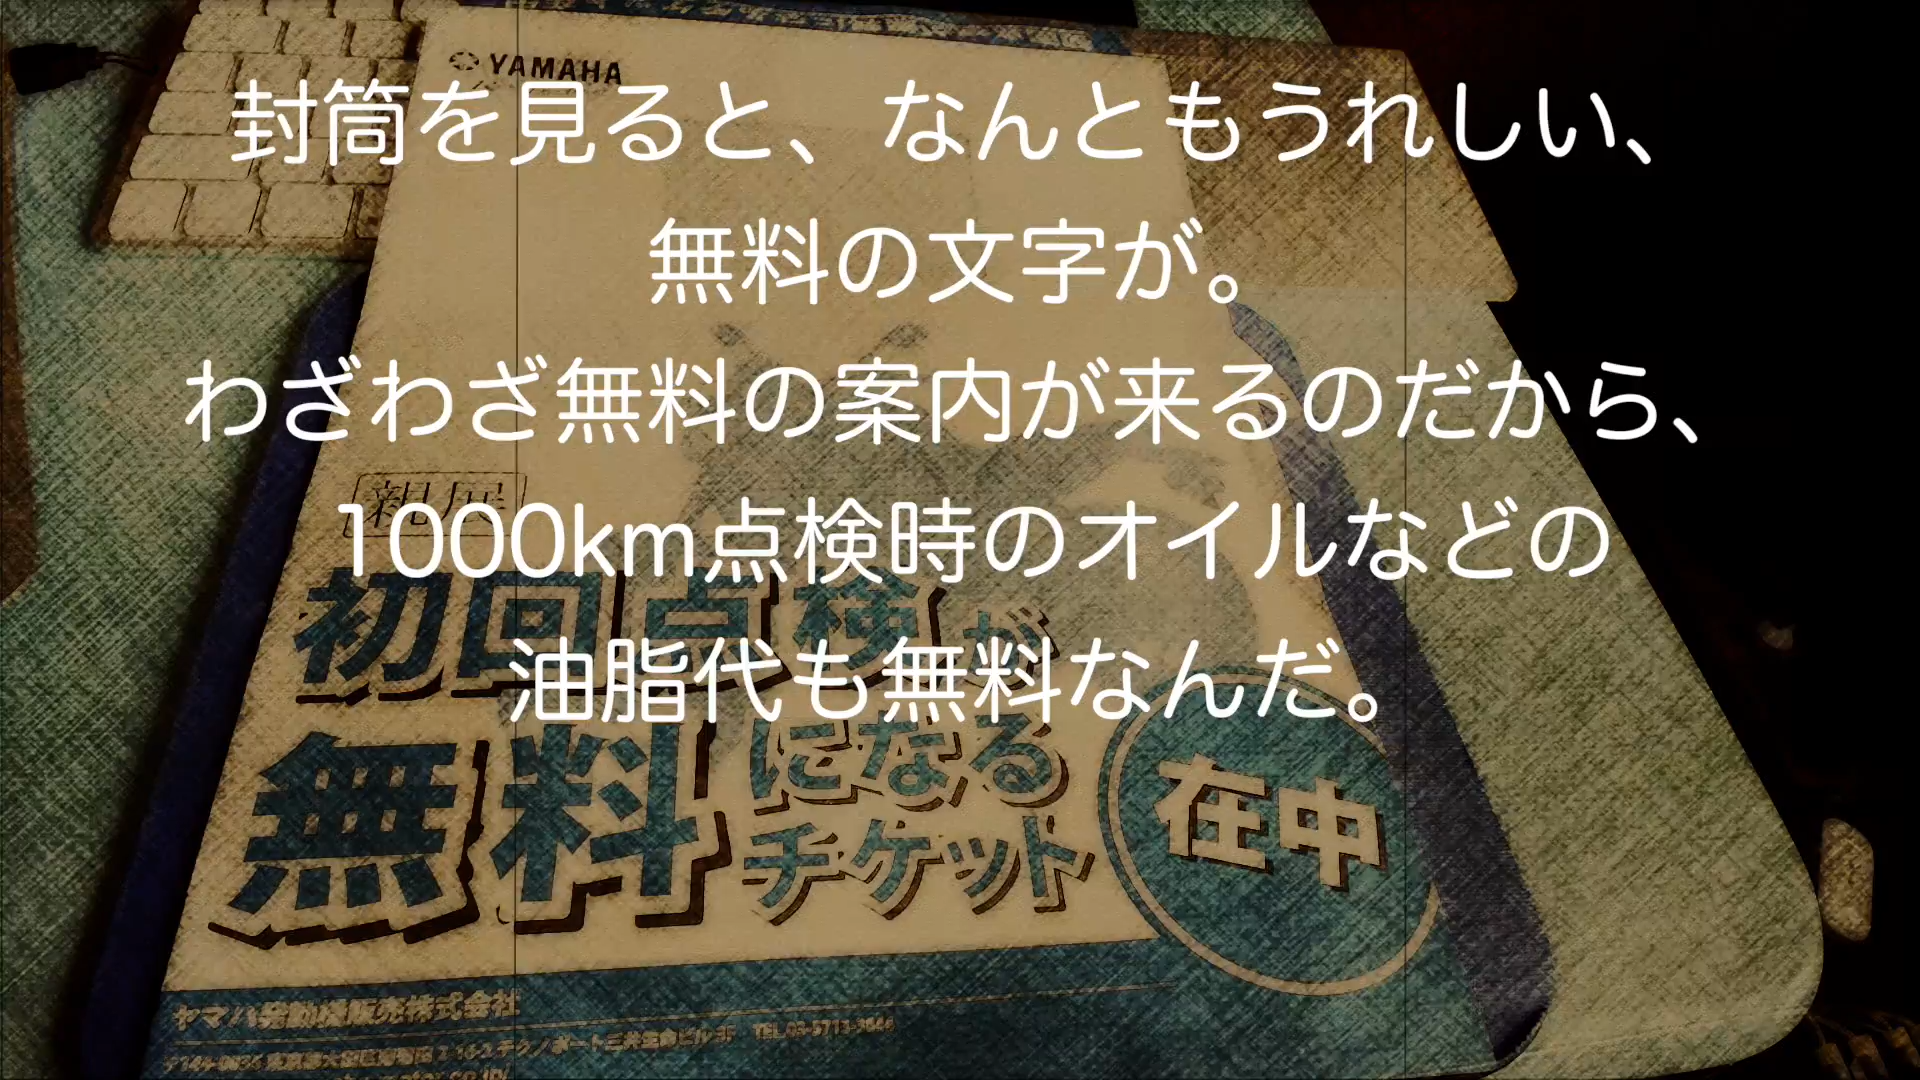 YAMAHA
封筒を見ると、なんともうれしい、
無料の文字が。
わざわざ無料の案内が来るのだから、
1000km点検時のオイルなどの
油脂代も無料なんだ。
親展
初回点検が
無料になる
チケット
在中
ヤマハ発動機販売株式会社